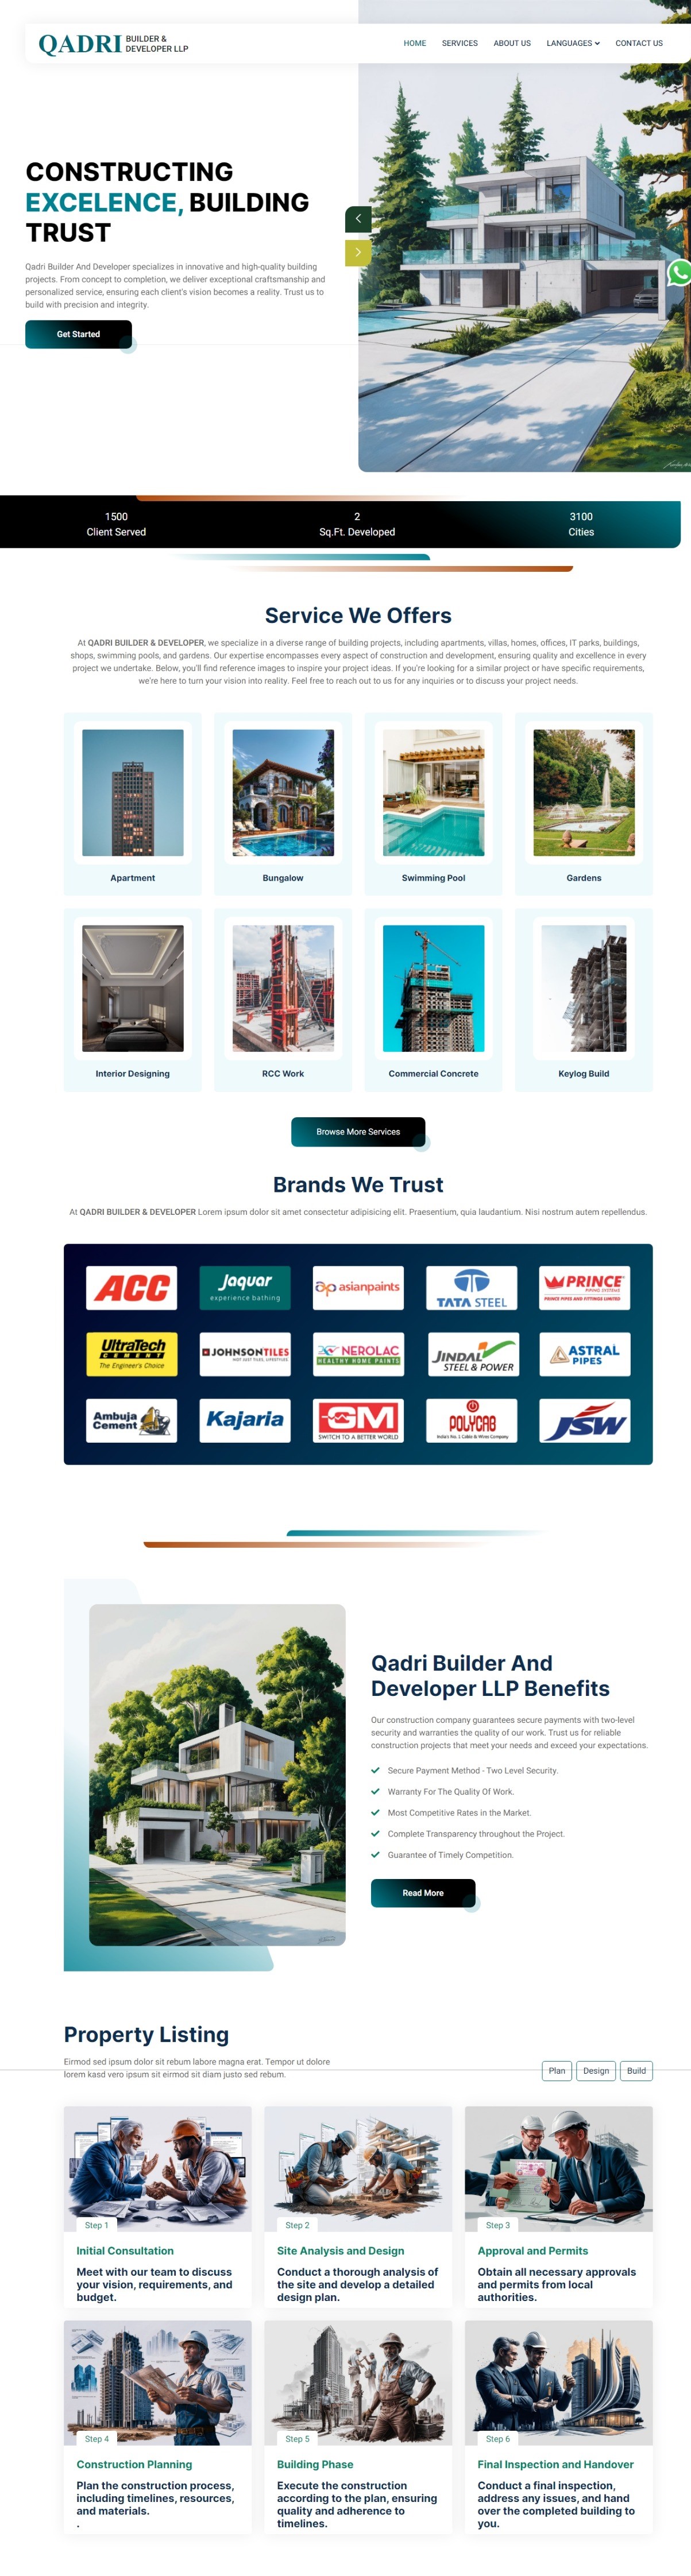 QADRI BUILDER &
DEVELOPER LLP
HOME SERVICES ABOUT US LANGUAGES CONTACT US
CONSTRUCTING
EXCELENCE, BUILDING
TRUST
Qadri Builder And Developer specializes in innovative and high-quality building
projects. From concept to completion, we deliver exceptional craftsmanship and
personalized service, ensuring each client's vision becomes a reality. Trust us to
build with precision and integrity.
Get Started
1500 2 3100
Client Served Sq.Ft. Developed Cities
Service We Offers
At QADRI BUILDER & DEVELOPER, we specialize in a diverse range of building projects, including apartments, villas, homes, offices, IT parks, buildings,
shops, swimming pools, and gardens. Our expertise encompasses every aspect of construction and development, ensuring quality and excellence in every
project we undertake. Below, you'll find reference images to inspire your project ideas. If you're looking for a similar project or have specific requirements,
we're here to turn your vision into reality. Feel free to reach out to us for any inquiries or to discuss your project needs.
Apartment Bungalow Swimming Pool Gardens
Interior Designing RCC Work Commercial Concrete Keylog Build
Browse More Services
Brands We Trust
At QADRI BUILDER & DEVELOPER Lorem ipsum dolor sit amet consectetur adipisicing elit. Praesentium, quia laudantium. Nisi nostrum autem repellendus.
ACC
Jaquar
experience bathing
ap asianpaints
TATA STEEL
PRINCE
PIPING SYSTEMS
PRINCE PIPES AND FITTINGS LIMITED
UltraTech
CEMENT
The Engineer's Choice
JOHNSON TILES
NOT JUST TILES, LIFESTYLES
NEROLAC
HEALTHY HOME PAINTS
JINDAL
STEEL & POWER
ASTRAL
PIPES
Ambuja
Cement
Kajaria
GM
SWITCH TO A BETTER WORLD
POLYCAB
India's No. 1 Cable & Wires Company
JSW
Qadri Builder And
Developer LLP Benefits
Our construction company guarantees secure payments with two-level
security and warranties the quality of our work. Trust us for reliable
construction projects that meet your needs and exceed your expectations.
Secure Payment Method - Two Level Security.
Warranty For The Quality Of Work.
Most Competitive Rates in the Market.
Complete Transparency throughout the Project.
Guarantee of Timely Competition.
Read More
Property Listing
Eirmod sed ipsum dolor sit rebum labore magna erat. Tempor ut dolore
lorem kasd vero ipsum sit eirmod sit diam justo sed rebum.
Plan Design Build
Step 1
Initial Consultation
Meet with our team to discuss
your vision, requirements, and
budget.
Step 2
Site Analysis and Design
Conduct a thorough analysis of
the site and develop a detailed
design plan.
Step 3
Approval and Permits
Obtain all necessary approvals
and permits from local
authorities.
Step 4
Construction Planning
Plan the construction process,
including timelines, resources,
and materials.
.
Step 5
Building Phase
Execute the construction
according to the plan, ensuring
quality and adherence to
timelines.
Step 6
Final Inspection and Handover
Conduct a final inspection,
address any issues, and hand
over the completed building to
you.